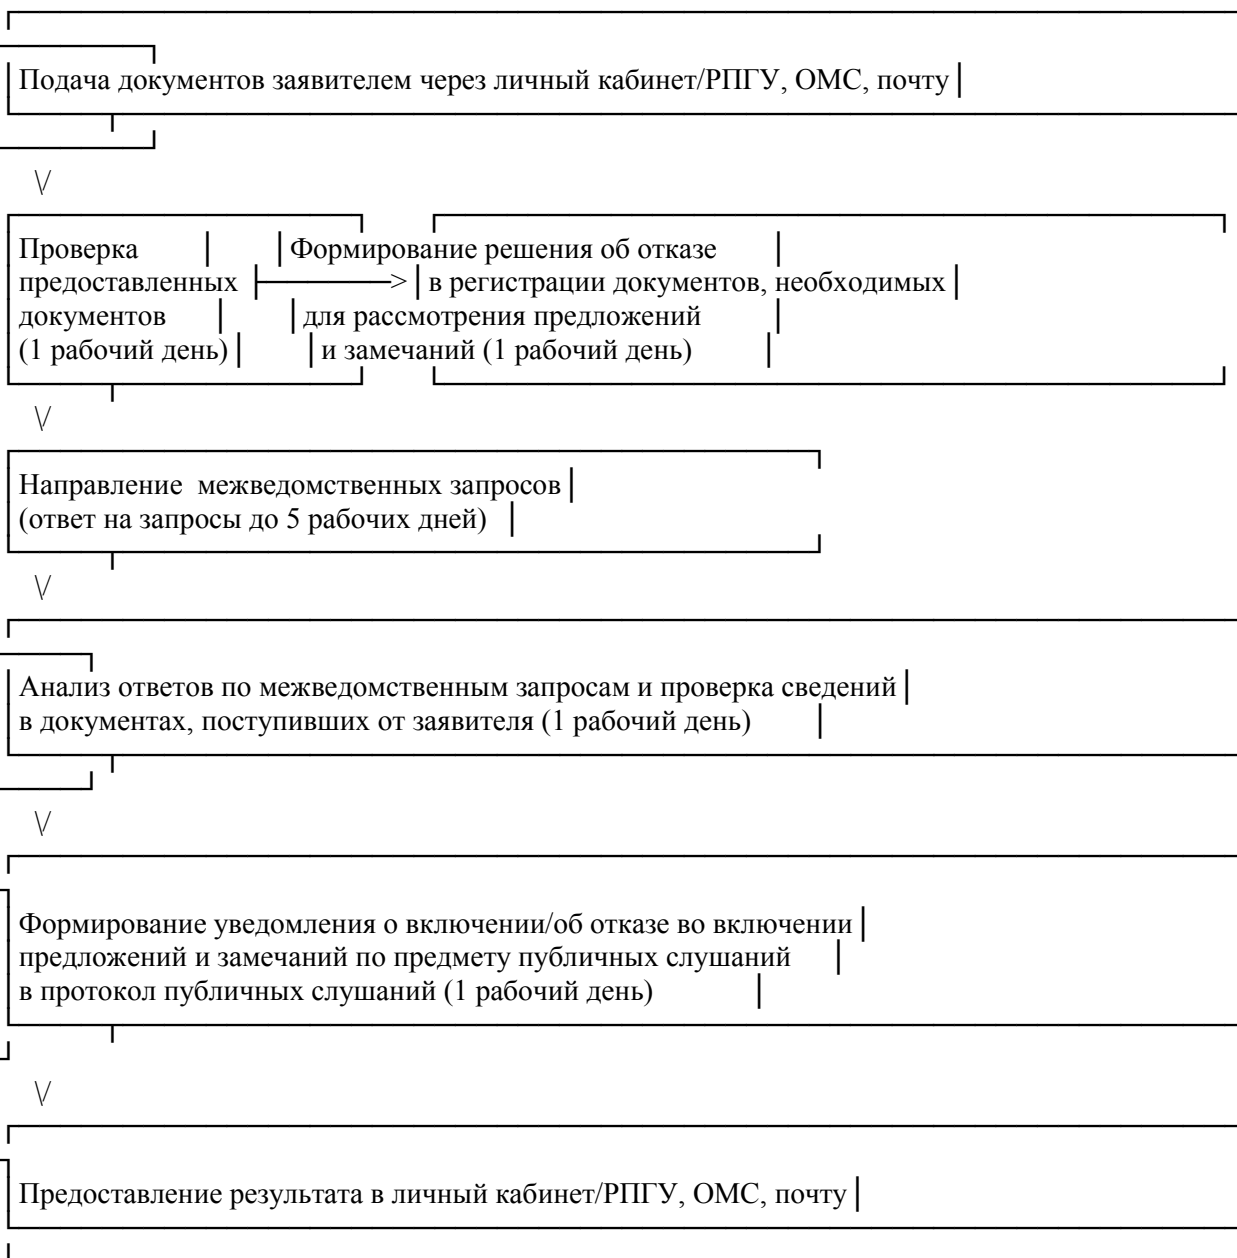 Подача документов заявителем через личный кабинет/РПГУ, ОМС, почту
Проверка
предоставленных
документов
(1 рабочий день)
Формирование решения об отказе
в регистрации документов, необходимых
для рассмотрения предложений
и замечаний (1 рабочий день)
Направление межведомственных запросов
(ответ на запросы до 5 рабочих дней)
Анализ ответов по межведомственным запросам и проверка сведений
в документах, поступивших от заявителя (1 рабочий день)
Формирование уведомления о включении/об отказе во включении
предложений и замечаний по предмету публичных слушаний
в протокол публичных слушаний (1 рабочий день)
Предоставление результата в личный кабинет/РПГУ, ОМС, почту